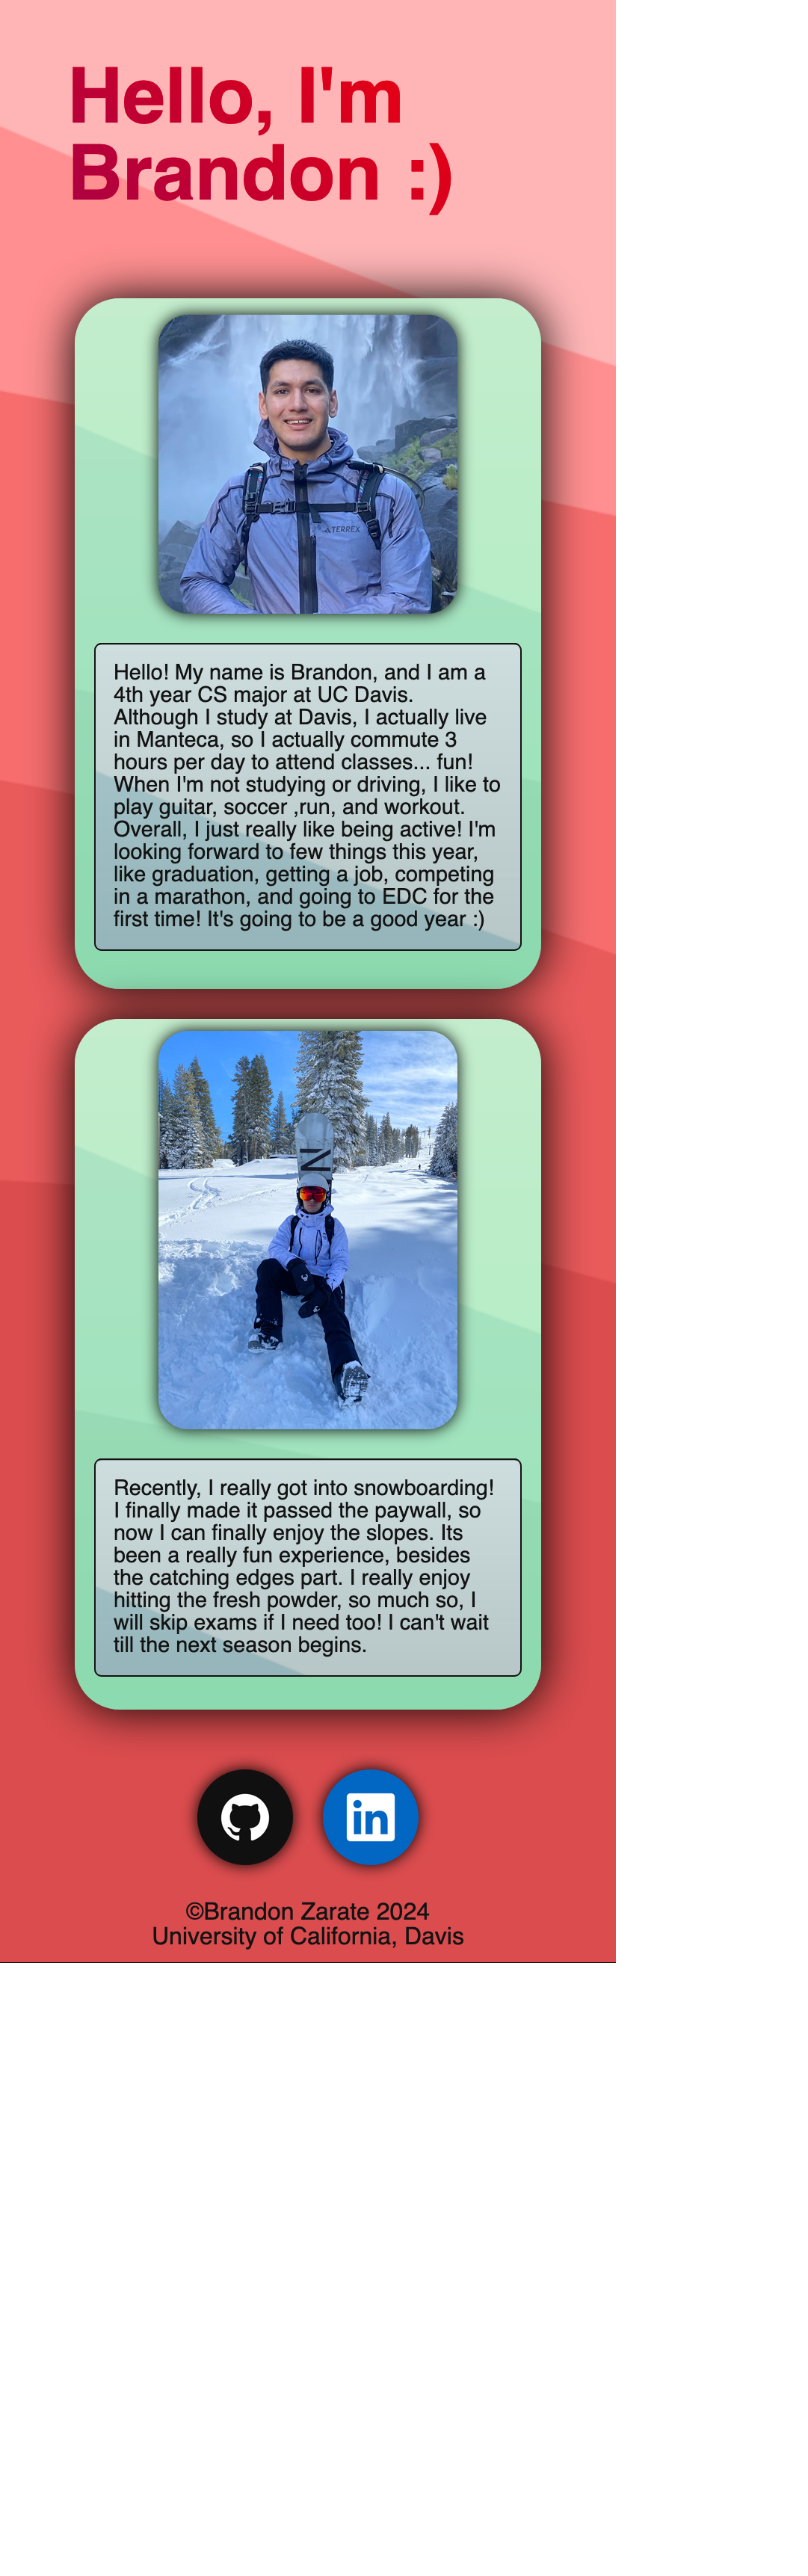 Hello, I'm
Brandon :)
TERREX
Hello! My name is Brandon, and I am a
4th year CS major at UC Davis.
Although I study at Davis, I actually live
in Manteca, so I actually commute 3
hours per day to attend classes... fun!
When I'm not studying or driving, I like to
play guitar, soccer ,run, and workout.
Overall, I just really like being active! I'm
looking forward to few things this year,
like graduation, getting a job, competing
in a marathon, and going to EDC for the
first time! It's going to be a good year :)
Recently, I really got into snowboarding!
I finally made it passed the paywall, so
now I can finally enjoy the slopes. Its
been a really fun experience, besides
the catching edges part. I really enjoy
hitting the fresh powder, so much so, I
will skip exams if I need too! I can't wait
till the next season begins.
in
©Brandon Zarate 2024
University of California, Davis